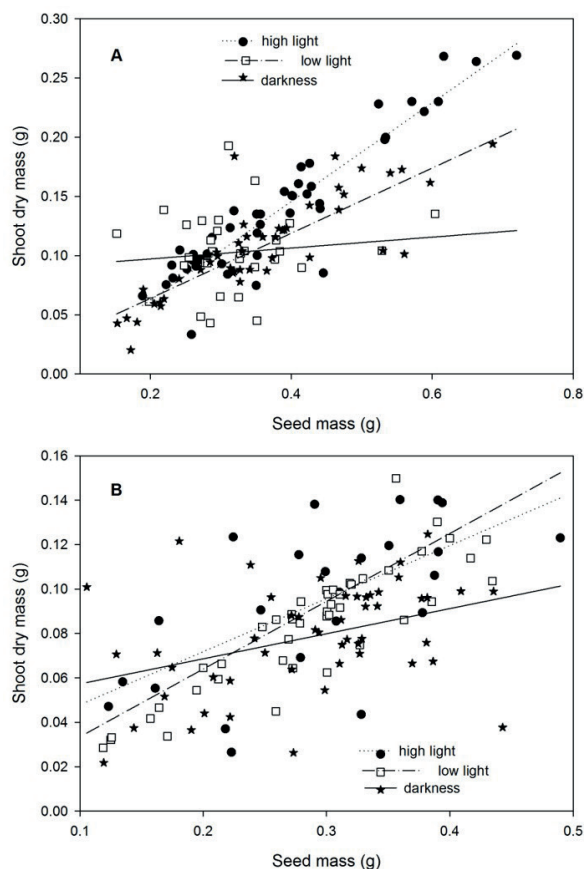 0.30
A
high light
low light
darkness
0.25
0.20
0.15
0.10
0.05
0.00
Shoot dry mass (g)
0.2 0.4 0.6 0.8
Seed mass (g)
0.16
B
0.14
0.12
0.10
0.08
0.06
0.04
0.02
0.00
Shoot dry mass (g)
high light
low light
darkness
0.1 0.2 0.3 0.4 0.5
Seed mass (g)